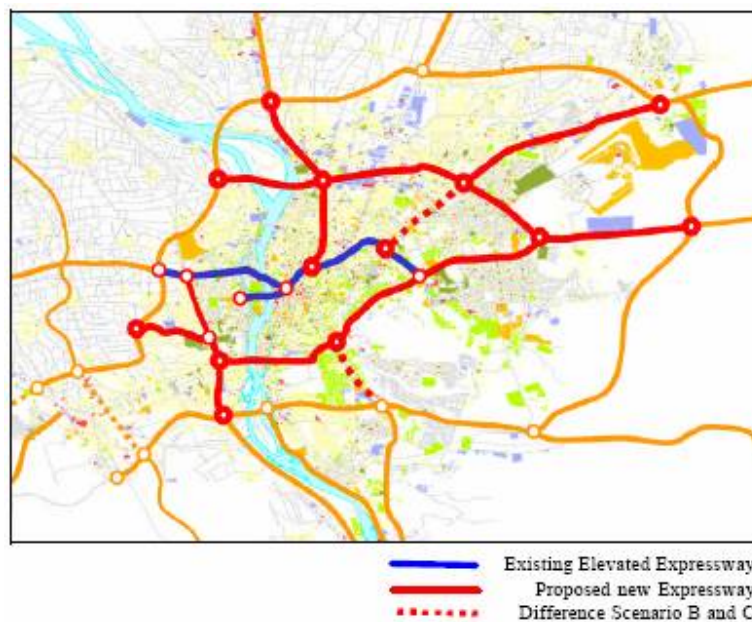 Existing Elevated Expressway
Proposed new Expressway
Difference Scenario B and C